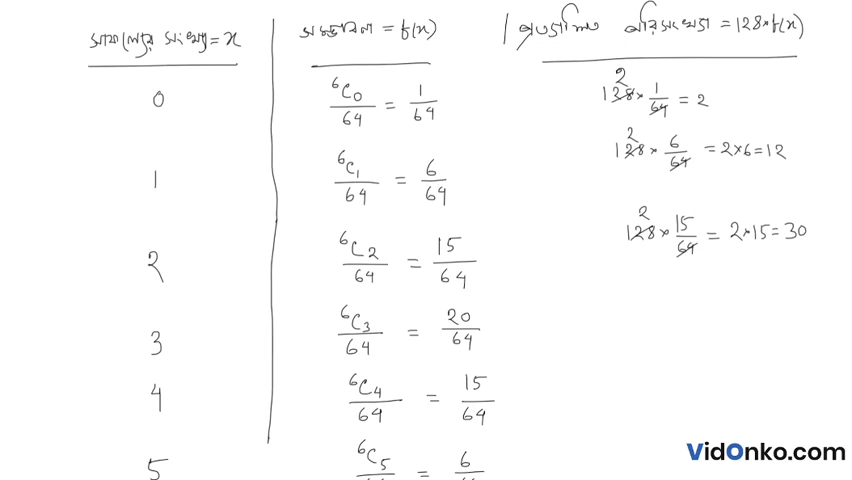 সাফল্যের সংখ্যা = x | সম্ভাবনা = f(x) | প্রত্যাশিত পরিসংখ্যা = 128×f(x)
0 | ⁶C₀/64 = 1/64 | 128 × 1/64 = 2
1 | ⁶C₁/64 = 6/64 | 128 × 6/64 = 2×6 = 12
2 | ⁶C₂/64 = 15/64 | 128 × 15/64 = 2×15 = 30
3 | ⁶C₃/64 = 20/64
4 | ⁶C₄/64 = 15/64
5 | ⁶C₅ = 6
VidOnko.com